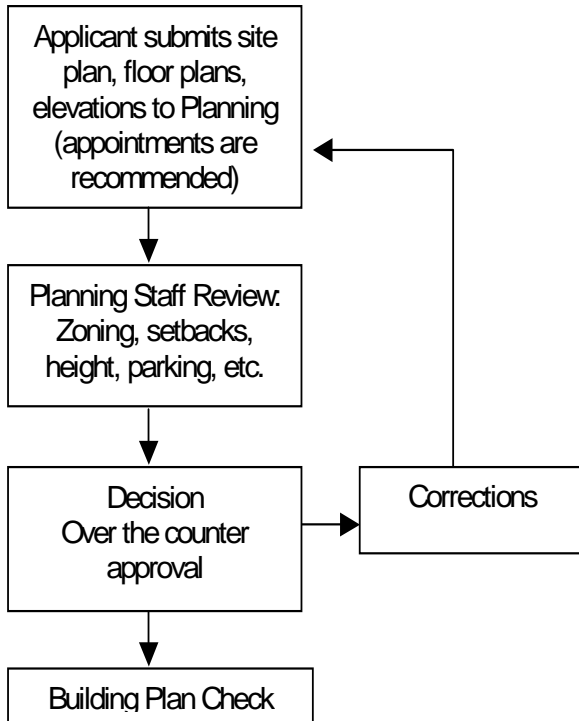 Applicant submits site
plan, floor plans,
elevations to Planning
(appointments are
recommended)
Planning Staff Review:
Zoning, setbacks,
height, parking, etc.
Decision
Over the counter
approval
Corrections
Building Plan Check